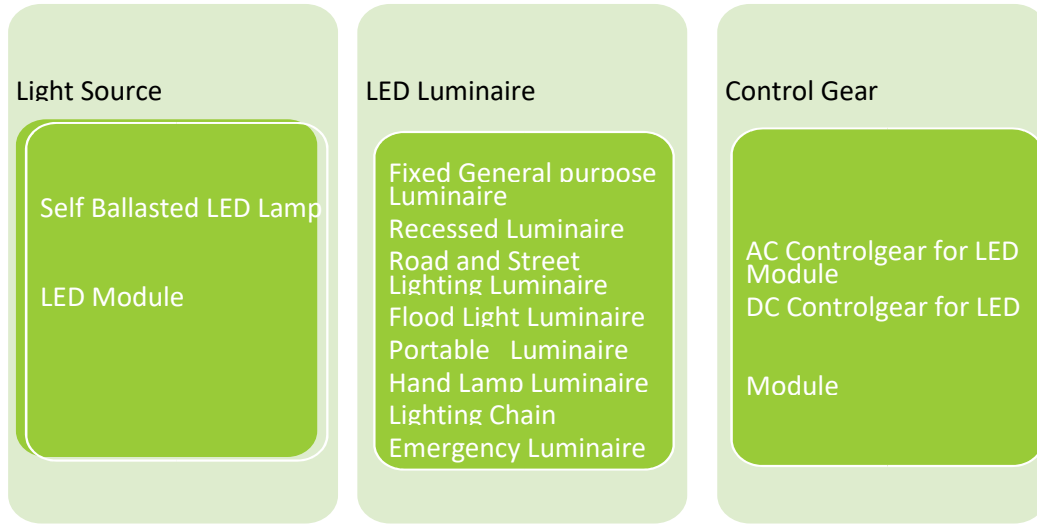 Light Source
Self Ballasted LED Lamp
LED Module
LED Luminaire
Fixed General purpose
Luminaire
Recessed Luminaire
Road and Street
Lighting Luminaire
Flood Light Luminaire
Portable Luminaire
Hand Lamp Luminaire
Lighting Chain
Emergency Luminaire
Control Gear
AC Controlgear for LED
Module
DC Controlgear for LED
Module